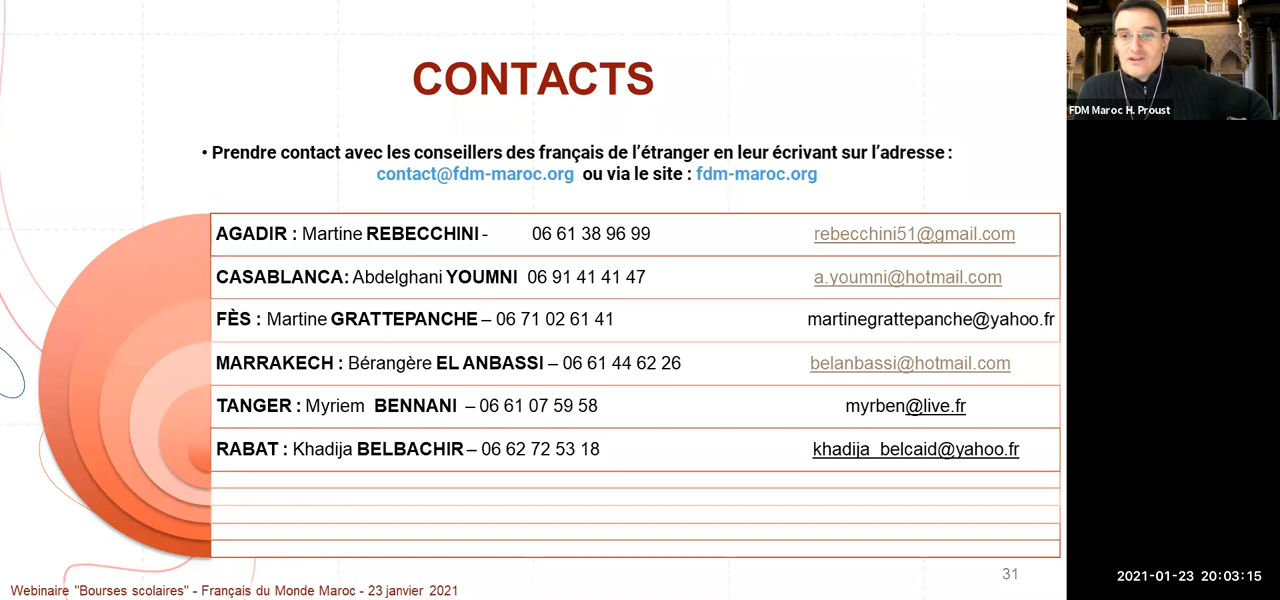 CONTACTS
• Prendre contact avec les conseillers des français de l’étranger en leur écrivant sur l’adresse :
contact@fdm-maroc.org ou via le site : fdm-maroc.org
AGADIR : Martine REBECCHINI - 06 61 38 96 99 rebecchini51@gmail.com
CASABLANCA: Abdelghani YOUMNI 06 91 41 41 47 a.youmni@hotmail.com
FÈS : Martine GRATTEPANCHE – 06 71 02 61 41 martinegrattepanche@yahoo.fr
MARRAKECH : Bérangère EL ANBASSI – 06 61 44 62 26 belanbassi@hotmail.com
TANGER : Myriem BENNANI – 06 61 07 59 58 myrben@live.fr
RABAT : Khadija BELBACHIR – 06 62 72 53 18 khadija_belcaid@yahoo.fr
31
Webinaire "Bourses scolaires" - Français du Monde Maroc - 23 janvier 2021
FDM Maroc H. Proust
2021-01-23 20:03:15